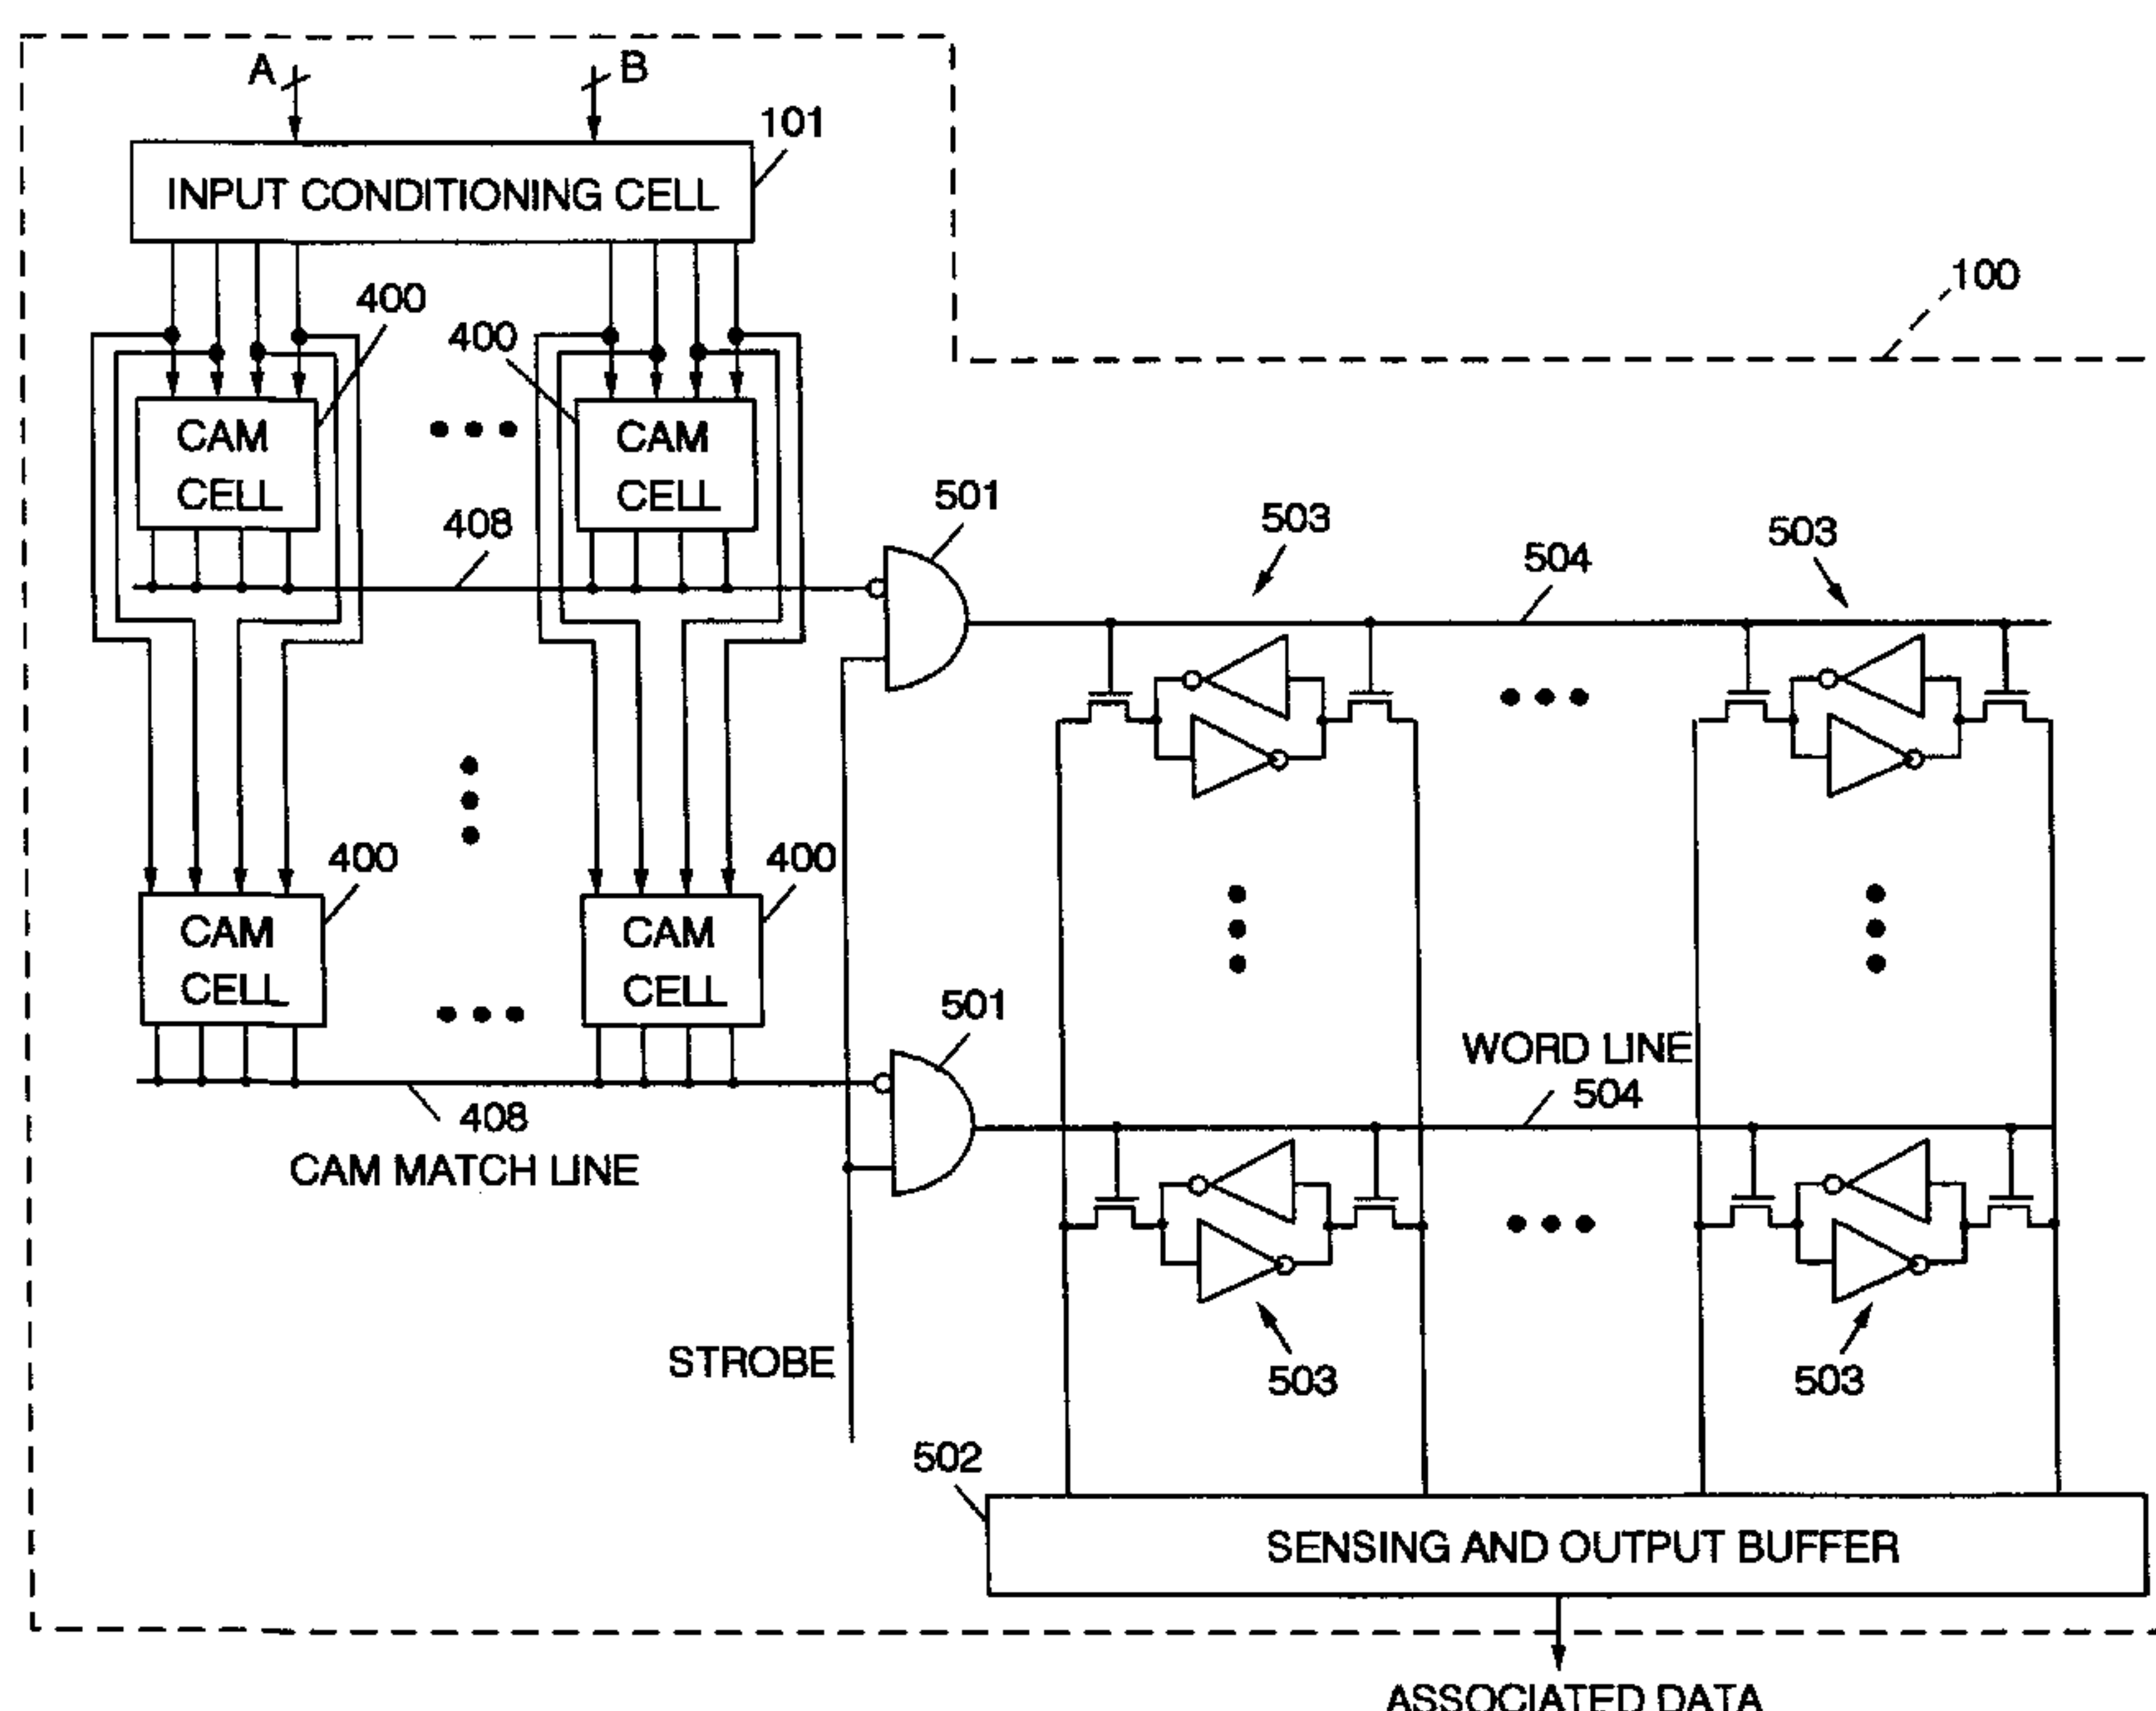 A
B
101
INPUT CONDITIONING CELL
100
400
400
CAM
CELL
CAM
CELL
408
501
503
504
503
400
400
CAM
CELL
CAM
CELL
501
WORD LINE
504
408
CAM MATCH LINE
STROBE
503
503
502
SENSING AND OUTPUT BUFFER
ASSOCIATED DATA